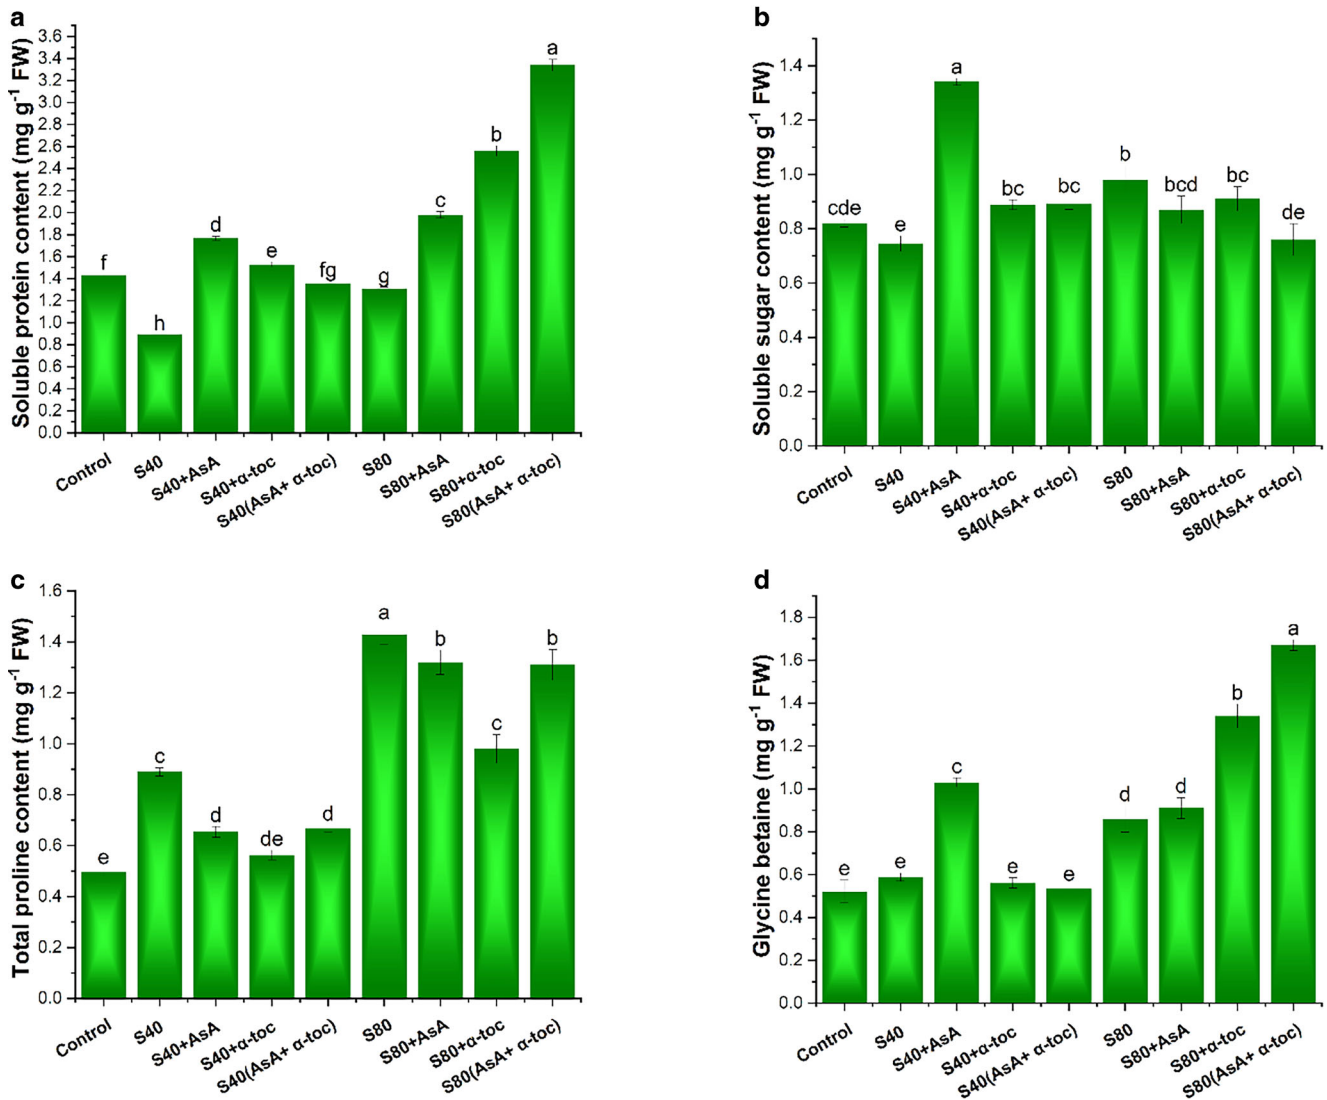 a
Soluble protein content (mg g⁻¹ FW)
3.6
3.4
3.2
3.0
2.8
2.6
2.4
2.2
2.0
1.8
1.6
1.4
1.2
1.0
0.8
0.6
0.4
0.2
0.0
f
h
d
e
fg
g
c
b
a
Control
S40
S40+AsA
S40+α-toc
S40(AsA+ α-toc)
S80
S80+AsA
S80+α-toc
S80(AsA+ α-toc)
b
Soluble sugar content (mg g⁻¹ FW)
1.4
1.2
1.0
0.8
0.6
0.4
0.2
0.0
cde
e
a
bc
bc
b
bcd
bc
de
Control
S40
S40+AsA
S40+α-toc
S40(AsA+ α-toc)
S80
S80+AsA
S80+α-toc
S80(AsA+ α-toc)
c
Total proline content (mg g⁻¹ FW)
1.6
1.4
1.2
1.0
0.8
0.6
0.4
0.2
0.0
e
c
d
de
d
a
b
c
b
Control
S40
S40+AsA
S40+α-toc
S40(AsA+ α-toc)
S80
S80+AsA
S80+α-toc
S80(AsA+ α-toc)
d
Glycine betaine (mg g⁻¹ FW)
1.8
1.6
1.4
1.2
1.0
0.8
0.6
0.4
0.2
0.0
e
e
c
e
e
d
d
b
a
Control
S40
S40+AsA
S40+α-toc
S40(AsA+ α-toc)
S80
S80+AsA
S80+α-toc
S80(AsA+ α-toc)